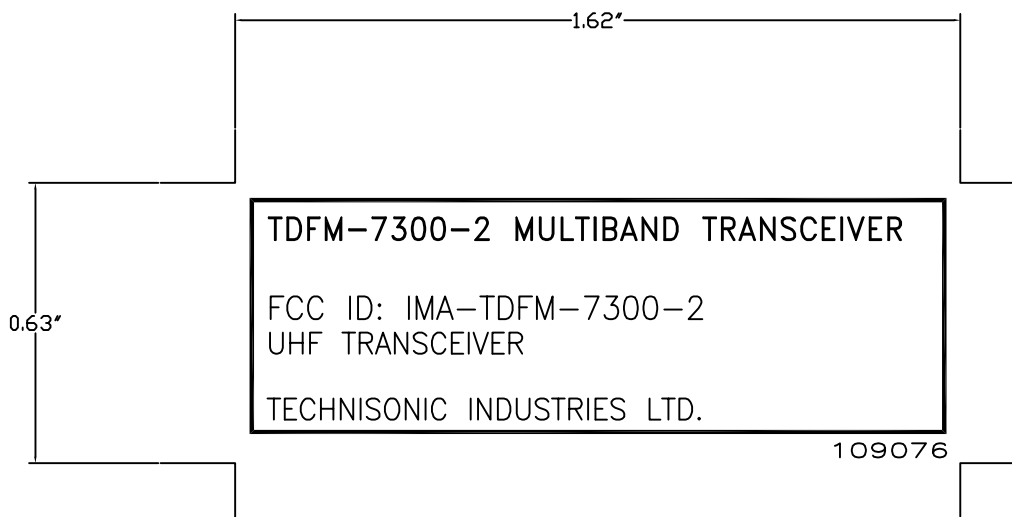 1.62"
TDFM-7300-2 MULTIBAND TRANSCEIVER
FCC ID: IMA-TDFM-7300-2
0.63"
UHF TRANSCEIVER
TECHNISONIC INDUSTRIES LTD.
109076